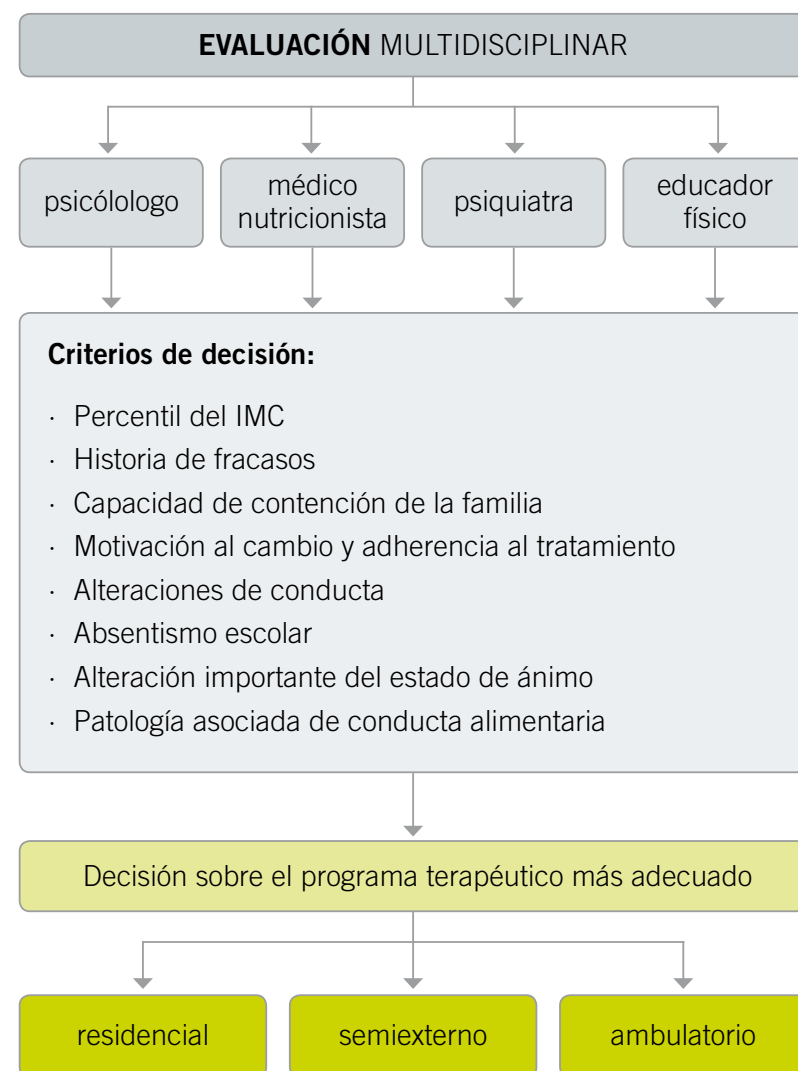 EVALUACIÓN MULTIDISCIPLINAR
psicólologo
médico
nutricionista
psiquiatra
educador
físico
Criterios de decisión:
· Percentil del IMC
· Historia de fracasos
· Capacidad de contención de la familia
· Motivación al cambio y adherencia al tratamiento
· Alteraciones de conducta
· Absentismo escolar
· Alteración importante del estado de ánimo
· Patología asociada de conducta alimentaria
Decisión sobre el programa terapéutico más adecuado
residencial
semiexterno
ambulatorio